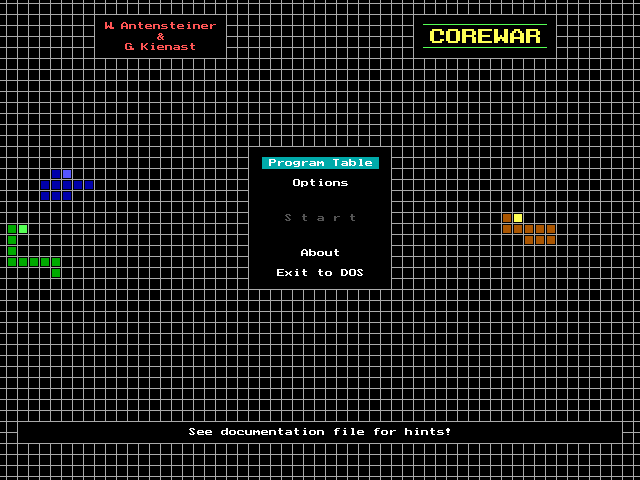 W. Antensteiner
&
G. Kienast
COREWAR
Program Table
Options
S t a r t
About
Exit to DOS
See documentation file for hints!